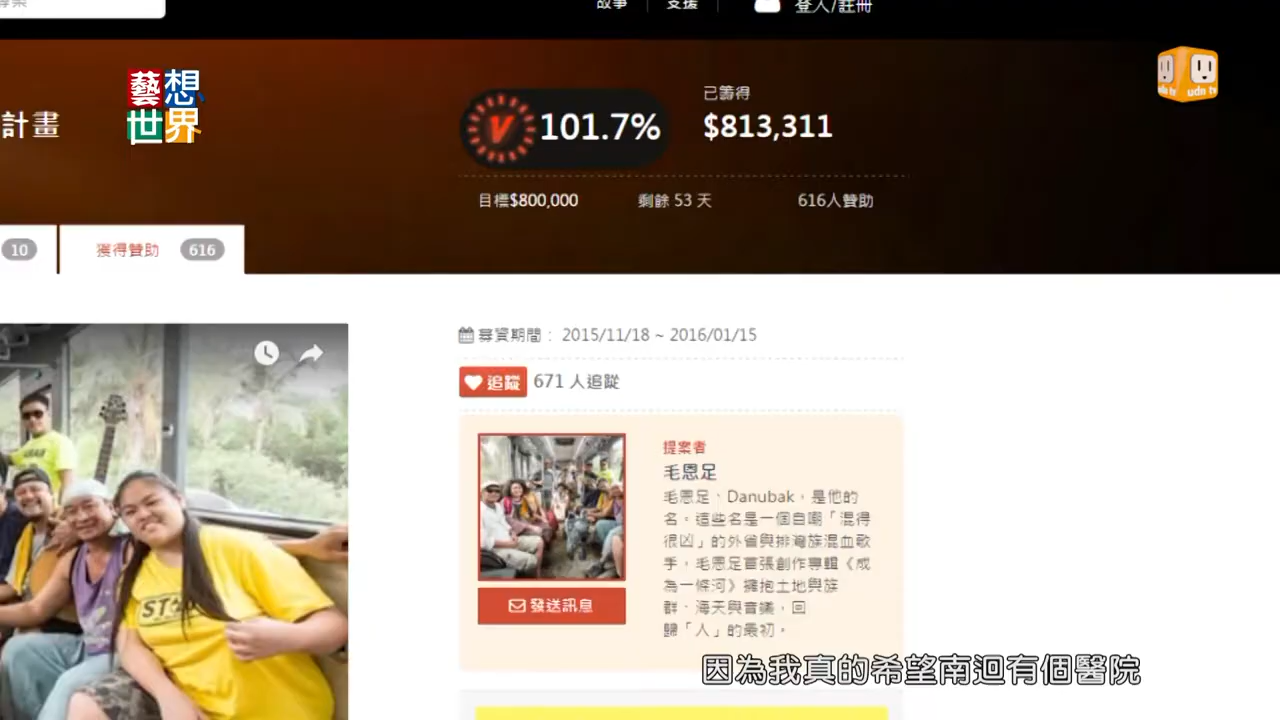 故事
支援
登入/註冊
藝想
世界
計畫
101.7%
已籌得
$813,311
udn tv
目標$800,000
剩餘 53 天
616人贊助
10
獲得贊助 616
募資期間： 2015/11/18 ~ 2016/01/15
追蹤 671 人追蹤
提案者
毛恩足
毛恩足、Danubak，是他的
名。這些名是一個自嘲「混得
很凶」的外省與排灣族混血歌
手，毛恩足首張創作專輯《成
為一條河》擁抱土地與族
群、海天與音議，回
歸「人」的最初。
發送訊息
因為我真的希望南迴有個醫院